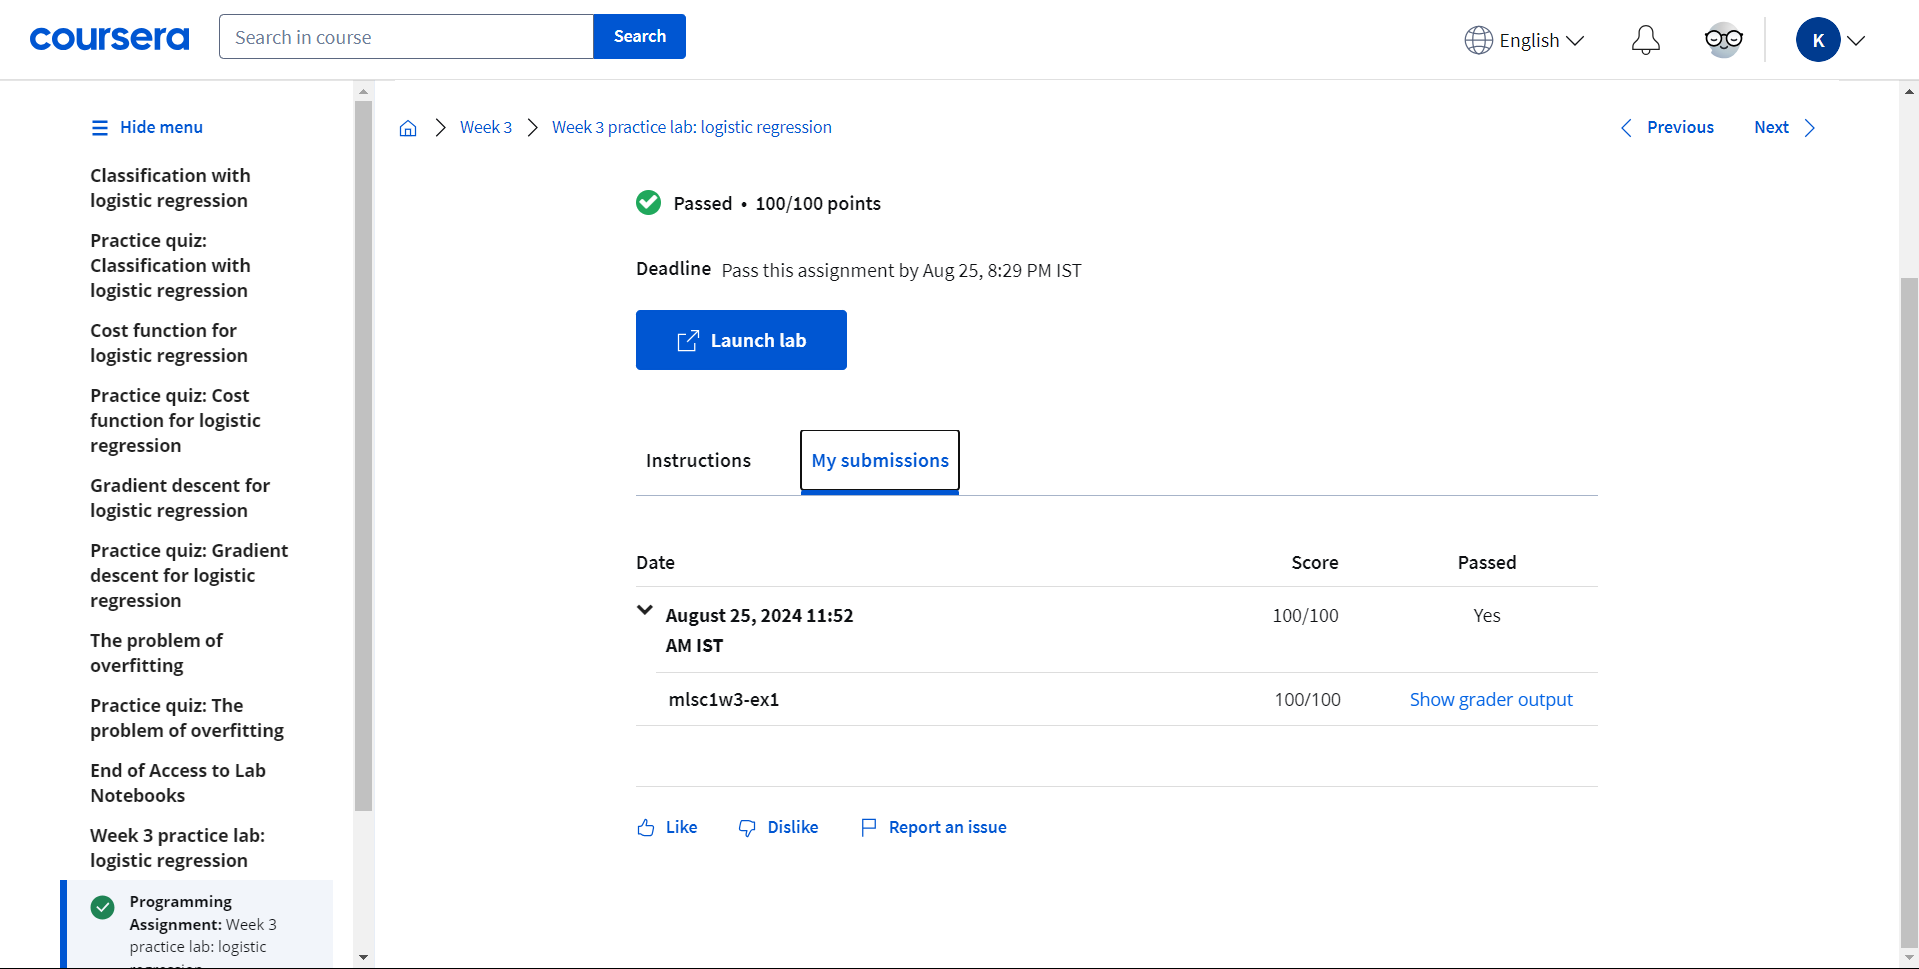 coursera
Search in course
Search
English
K
Hide menu
Classification with
logistic regression
Practice quiz:
Classification with
logistic regression
Cost function for
logistic regression
Practice quiz: Cost
function for logistic
regression
Gradient descent for
logistic regression
Practice quiz: Gradient
descent for logistic
regression
The problem of
overfitting
Practice quiz: The
problem of overfitting
End of Access to Lab
Notebooks
Week 3 practice lab:
logistic regression
Programming
Assignment: Week 3
practice lab: logistic
regression
Week 3
Week 3 practice lab: logistic regression
Previous
Next
Passed • 100/100 points
Deadline Pass this assignment by Aug 25, 8:29 PM IST
Launch lab
Instructions
My submissions
Date Score Passed
August 25, 2024 11:52 100/100 Yes
AM IST
mlsc1w3-ex1 100/100 Show grader output
Like
Dislike
Report an issue